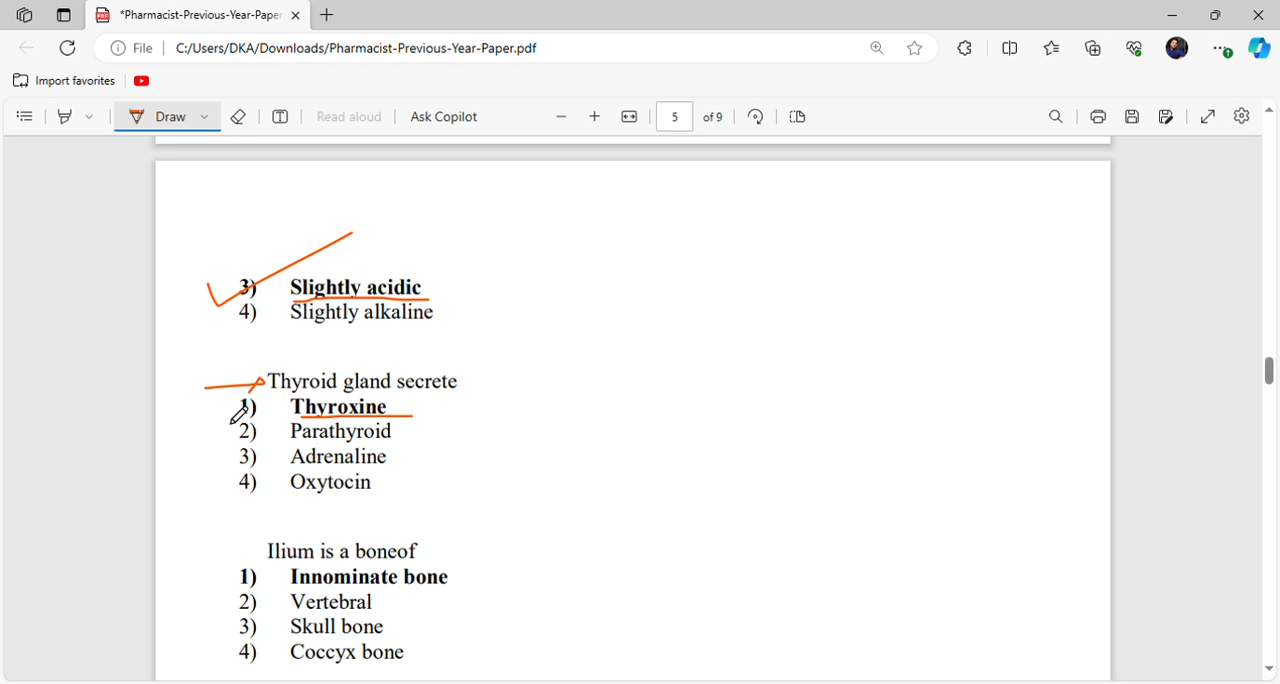 *Pharmacist-Previous-Year-Paper
File
C:/Users/DKA/Downloads/Pharmacist-Previous-Year-Paper.pdf
Import favorites
Draw
Read aloud
Ask Copilot
5
of 9
3) Slightly acidic
4) Slightly alkaline
Thyroid gland secrete
1) Thyroxine
2) Parathyroid
3) Adrenaline
4) Oxytocin
Ilium is a boneof
1) Innominate bone
2) Vertebral
3) Skull bone
4) Coccyx bone